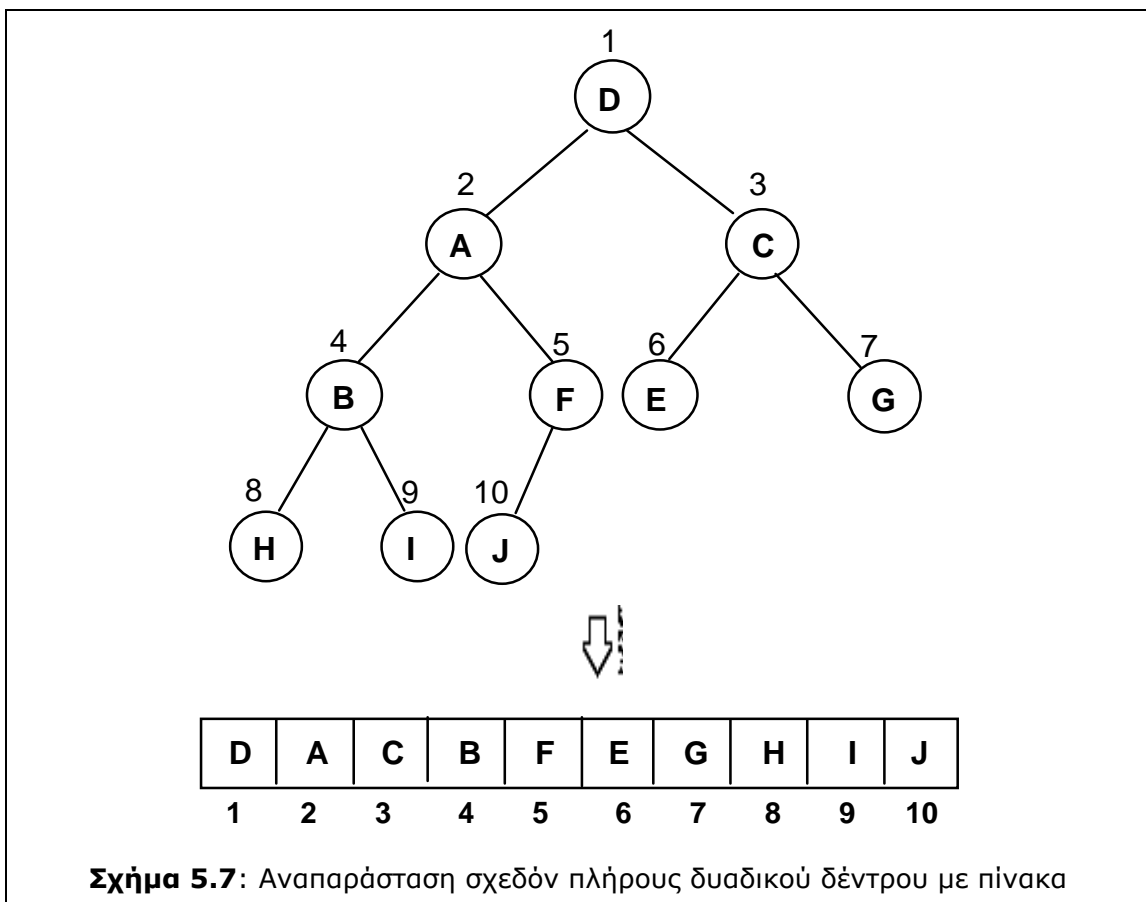 1
D
2 3
A C
4 5 6 7
B F E G
8 9 10
H I J
D A C B F E G H I J
1 2 3 4 5 6 7 8 9 10
Σχήμα 5.7: Αναπαράσταση σχεδόν πλήρους δυαδικού δέντρου με πίνακα